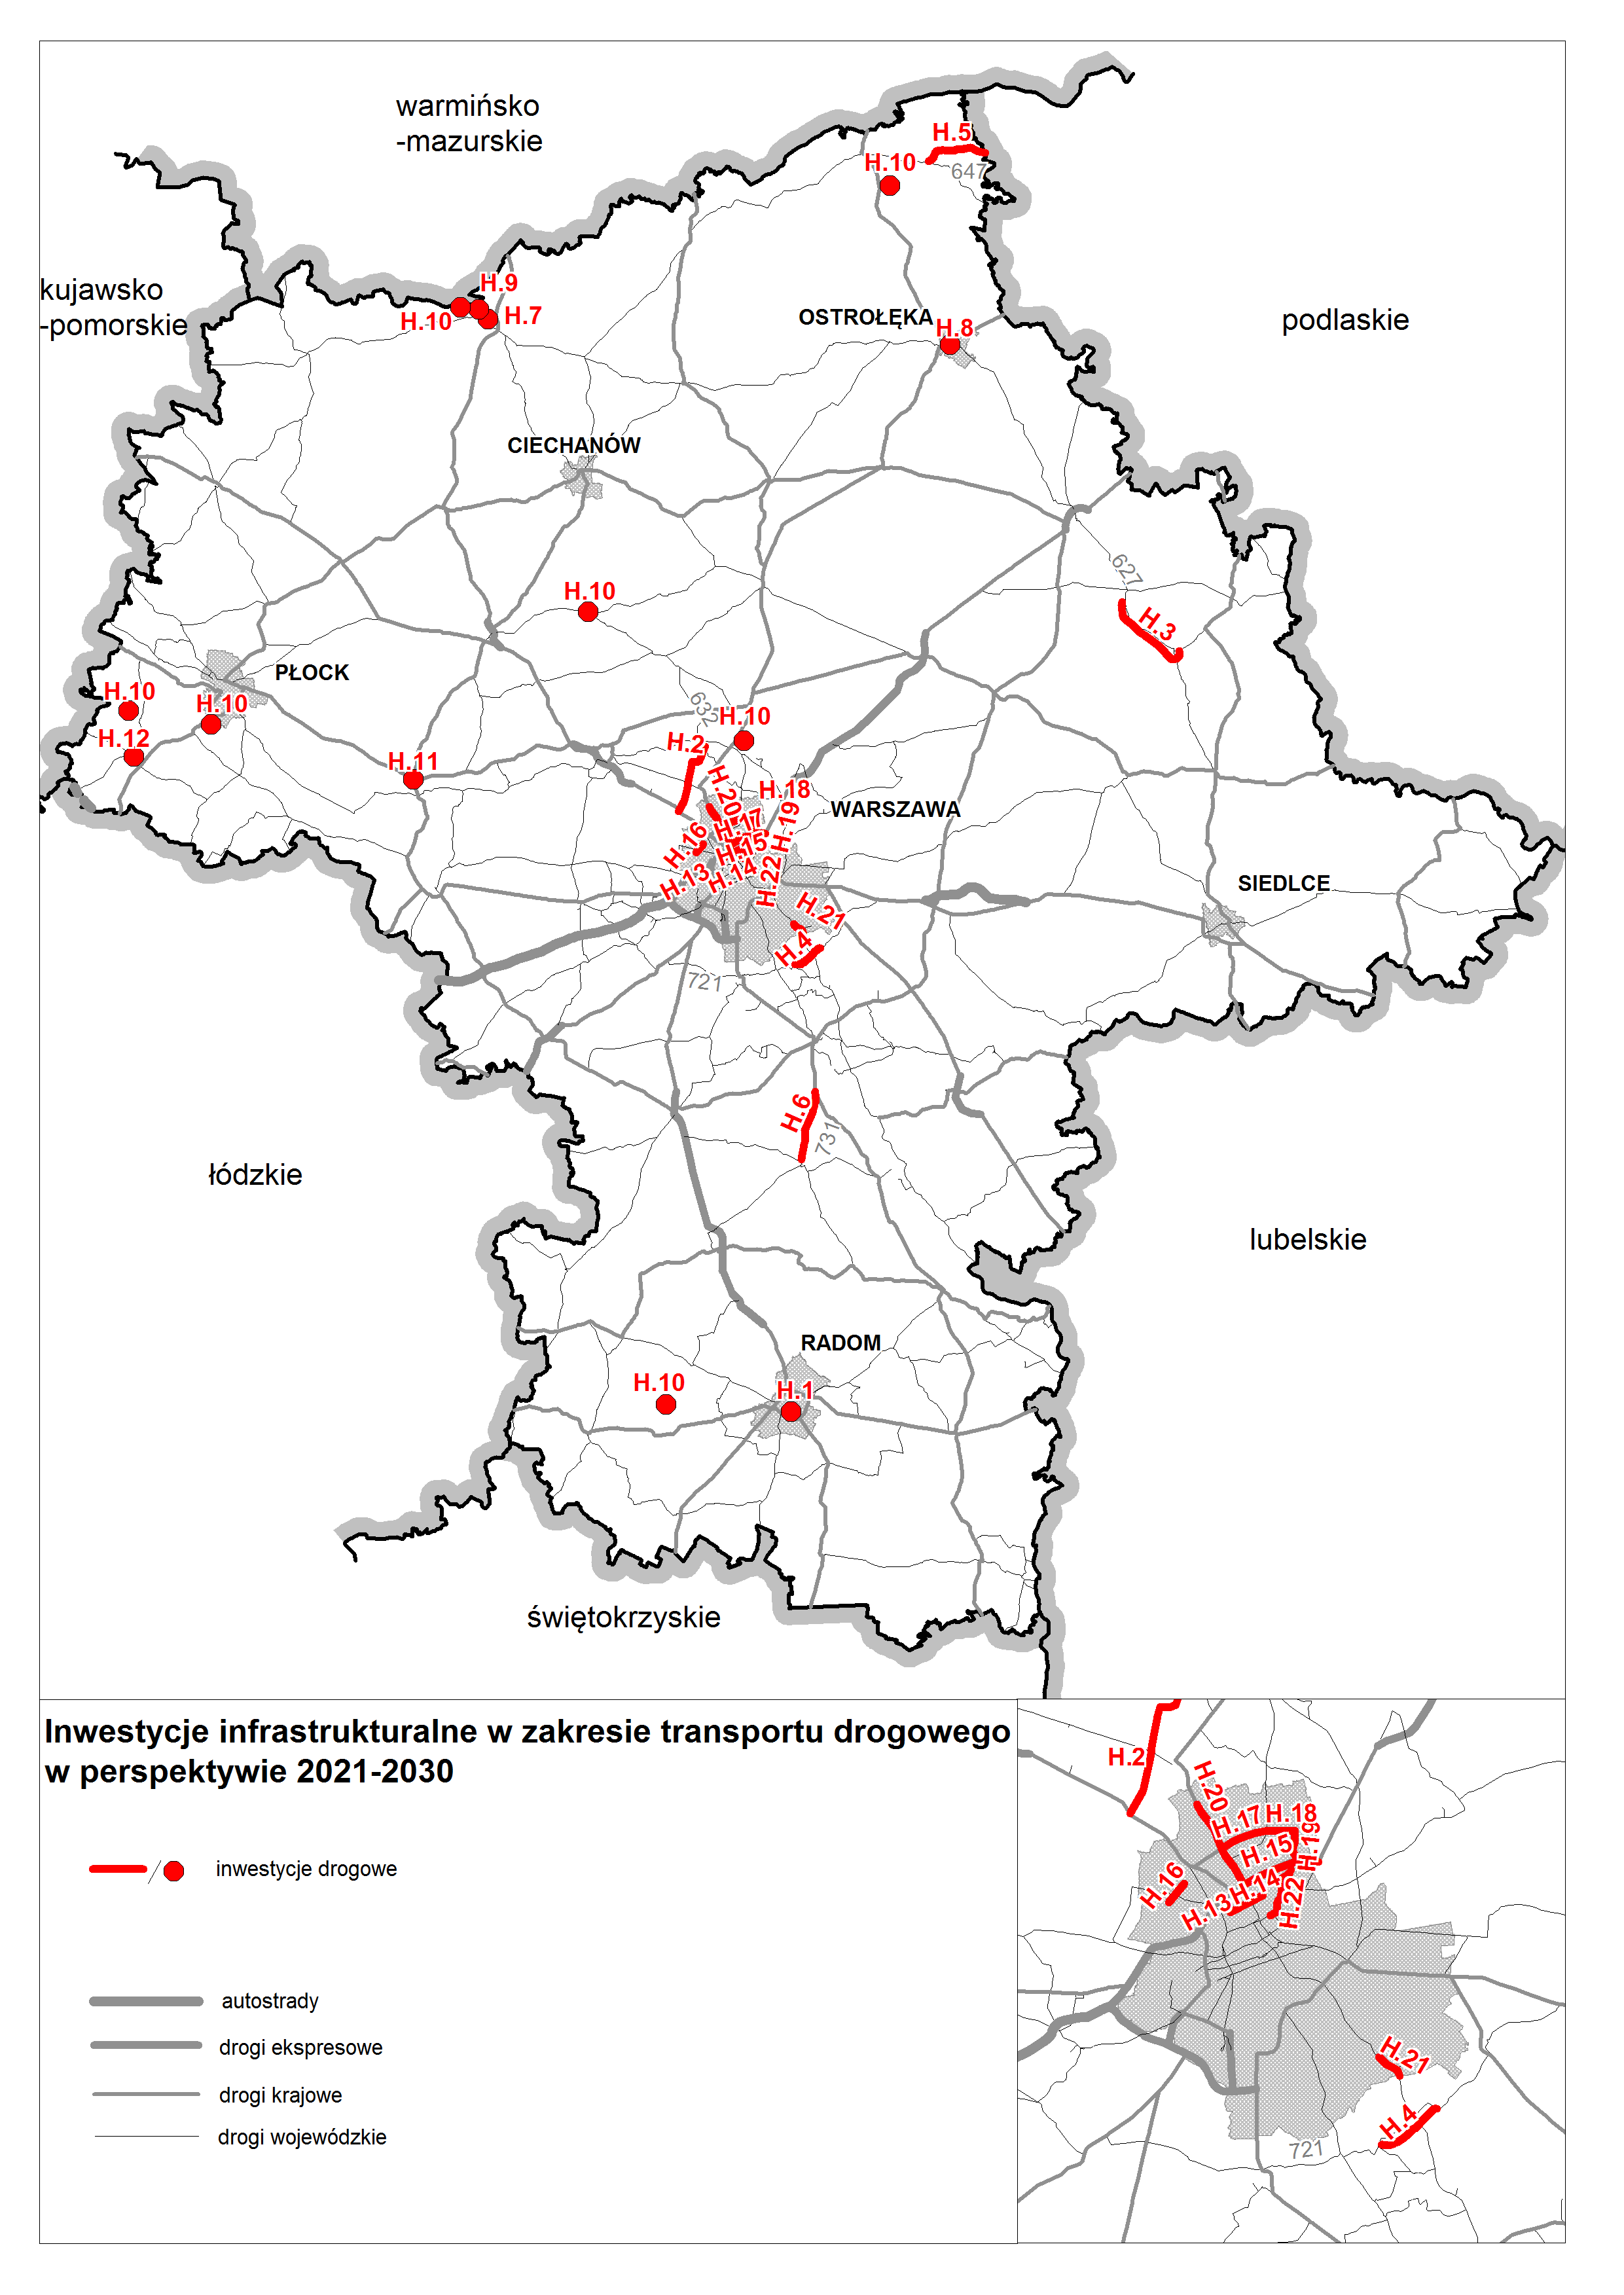 warmińsko
-mazurskie
H.5
H.10
647
kujawsko
-pomorskie
H.9
H.10
H.7
OSTROŁĘKA
H.8
podlaskie
CIECHANÓW
627
H.10
H.3
PŁOCK
H.10
H.10
632
H.10
H.12
H.2
H.11
H.20
H.18
WARSZAWA
H.17
H.19
H.16
H.15
H.13
H.14
H.22
SIEDLCE
H.21
H.4
721
H.6
731
łódzkie
lubelskie
RADOM
H.10
H.1
świętokrzyskie
Inwestycje infrastrukturalne w zakresie transportu drogowego
w perspektywie 2021-2030
/
inwestycje drogowe
autostrady
drogi ekspresowe
drogi krajowe
drogi wojewódzkie
H.2
H.20
H.17
H.18
H.15
H.19
H.16
H.14
H.13
H.22
H.21
H.4
721